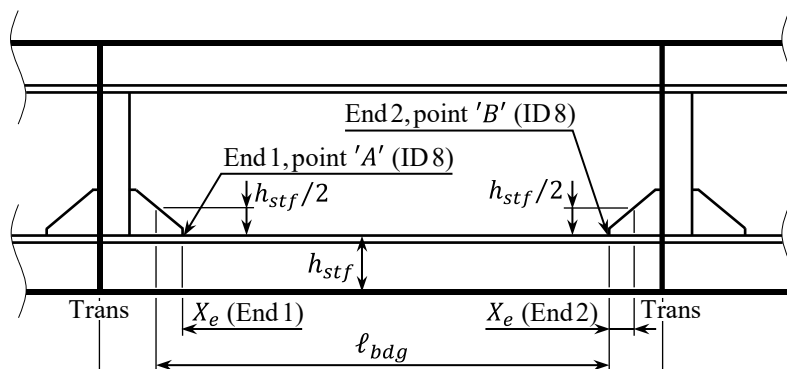 End 2, point 'B' (ID 8)
End 1, point 'A' (ID 8)
h_stf/2
h_stf/2
h_stf
Trans
X_e (End 1)
X_e (End 2)
Trans
ℓ_bdg